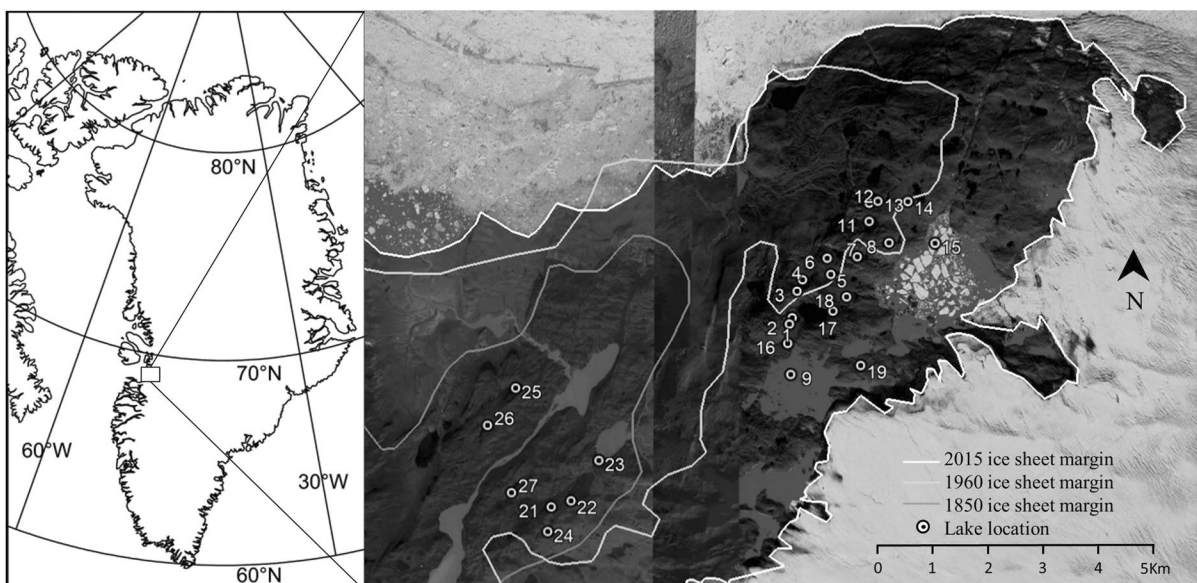 80°N
70°N
60°W
30°W
60°N
12
13
14
11
8
7
15
6
4
5
3
18
17
2
1
16
9
19
25
26
23
27
22
21
24
N
2015 ice sheet margin
1960 ice sheet margin
1850 ice sheet margin
Lake location
0 1 2 3 4 5Km